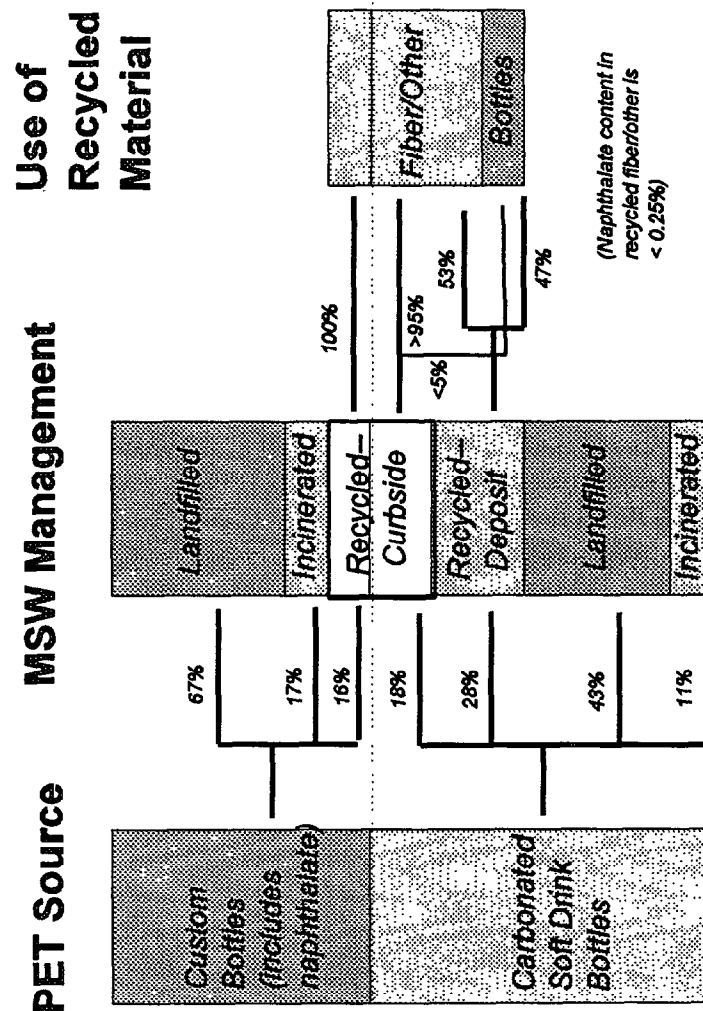 PET Source
MSW Management
Use of
Recycled
Material
Custom
Bottles
(includes
naphthalate)
Carbonated
Soft Drink
Bottles
67%
17%
16%
18%
28%
43%
11%
Landfilled
Incinerated
Recycled–
Curbside
Recycled–
Deposit
Landfilled
Incinerated
100%
>95%
<5%
53%
47%
Fiber/Other
Bottles
(Naphthalate content in
recycled fiber/other is
< 0.25%)